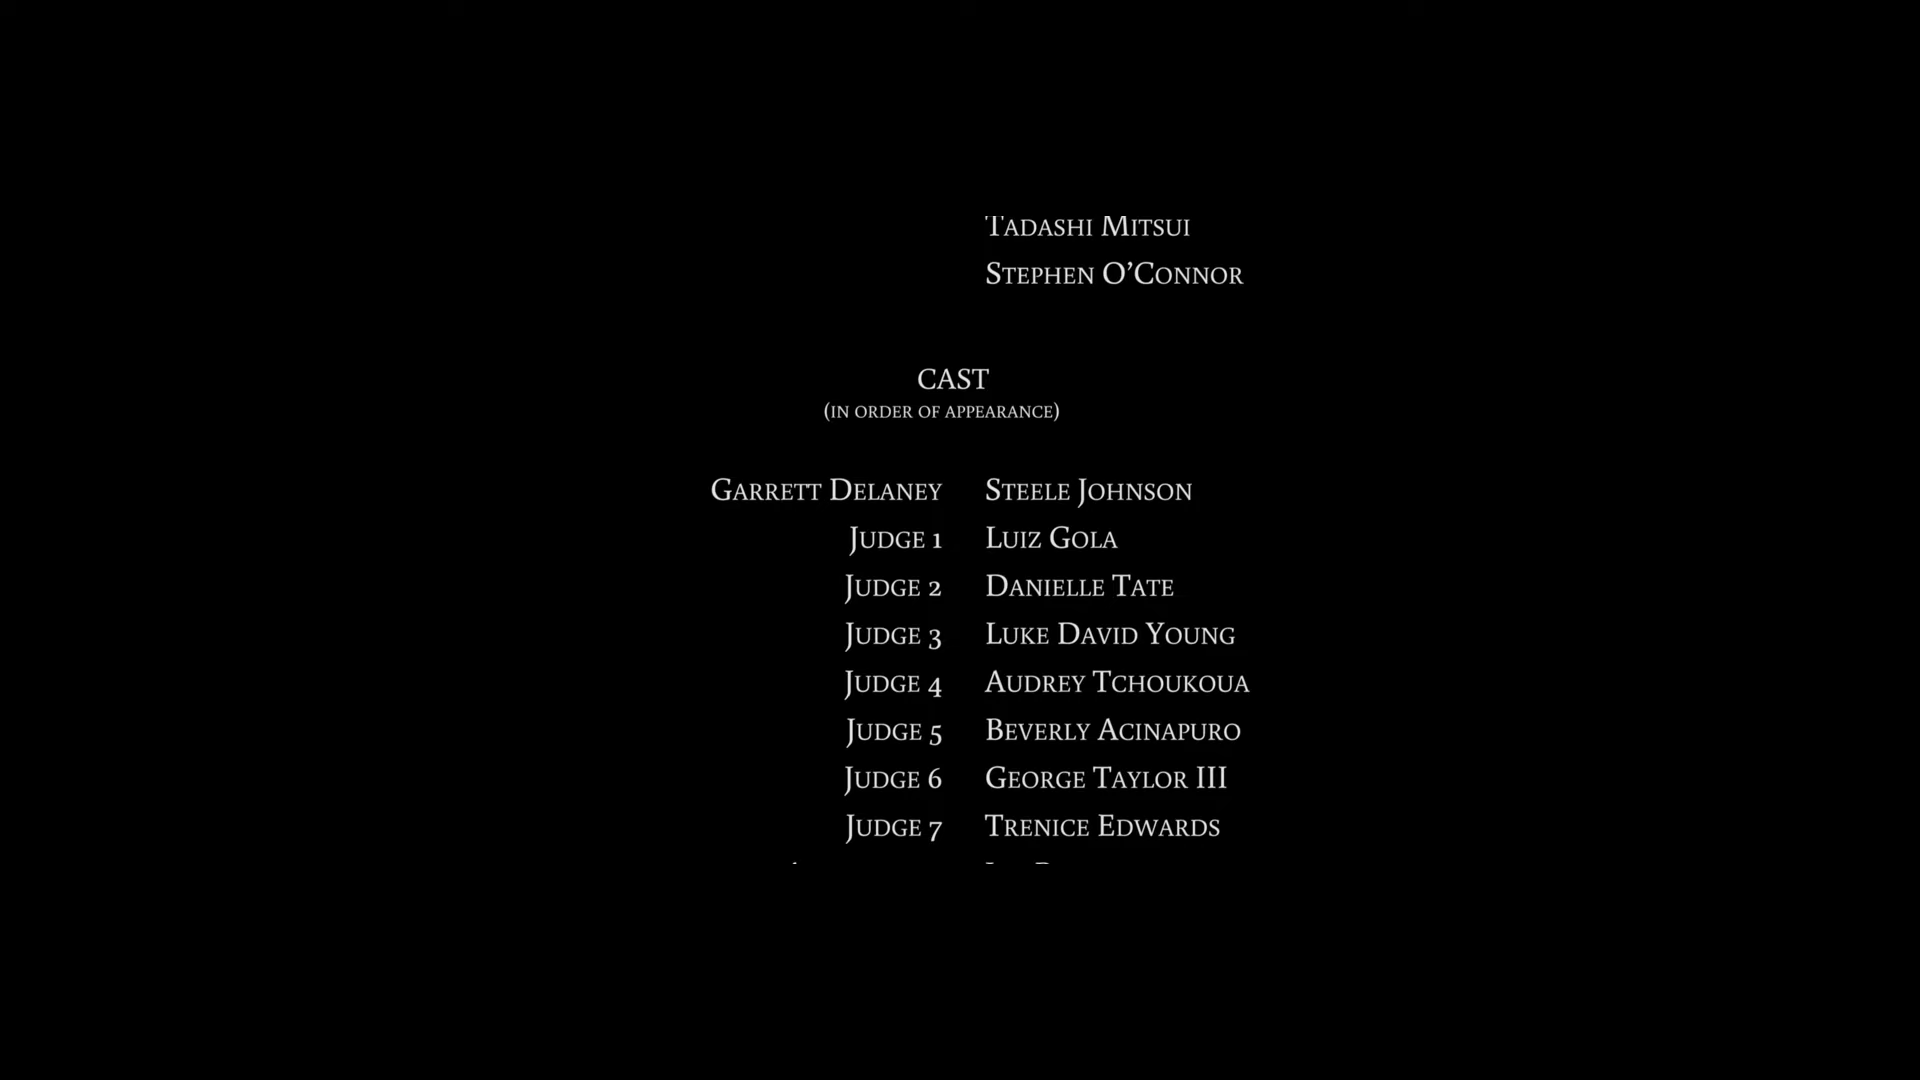 Tadashi Mitsui
Stephen O’Connor
CAST
(in order of appearance)
Garrett Delaney Steele Johnson
Judge 1 Luiz Gola
Judge 2 Danielle Tate
Judge 3 Luke David Young
Judge 4 Audrey Tchoukoua
Judge 5 Beverly Acinapuro
Judge 6 George Taylor III
Judge 7 Trenice Edwards